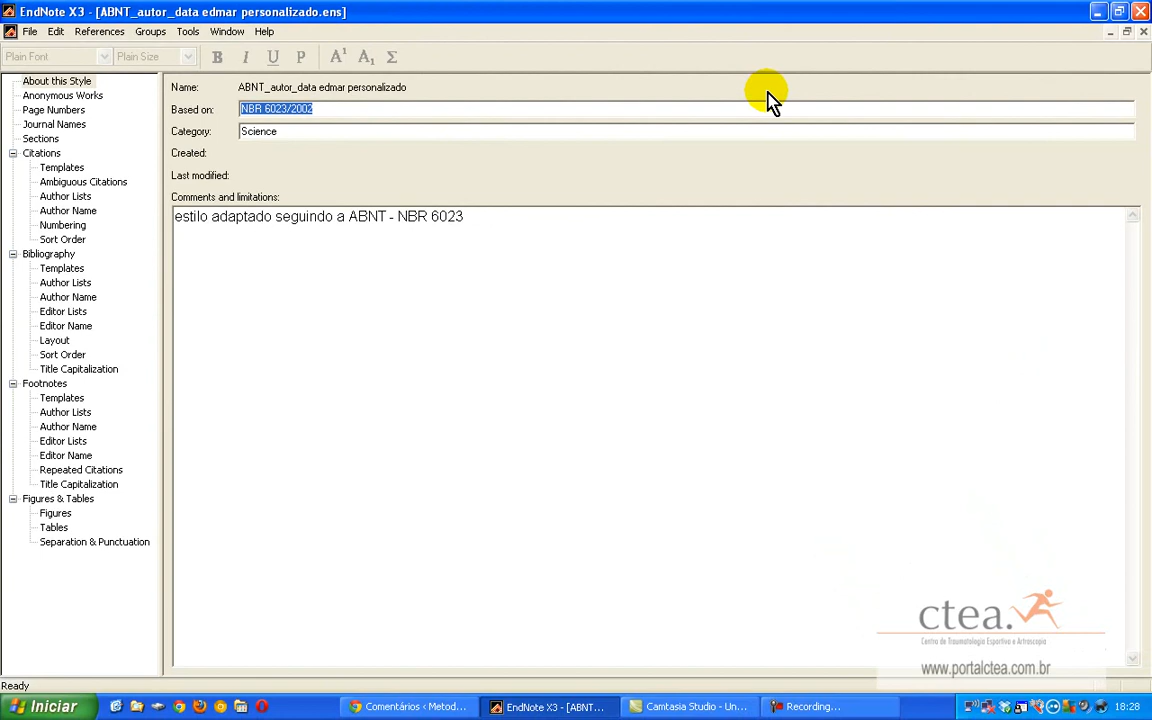 EndNote X3 - [ABNT_autor_data edmar personalizado.ens]
File Edit References Groups Tools Window Help
Plain Font Plain Size B I U P A¹ A₁ Σ
About this Style
Anonymous Works
Page Numbers
Journal Names
Sections
Citations
Templates
Ambiguous Citations
Author Lists
Author Name
Numbering
Sort Order
Bibliography
Templates
Author Lists
Author Name
Editor Lists
Editor Name
Layout
Sort Order
Title Capitalization
Footnotes
Templates
Author Lists
Author Name
Editor Lists
Editor Name
Repeated Citations
Title Capitalization
Figures & Tables
Figures
Tables
Separation & Punctuation
Name: ABNT_autor_data edmar personalizado
Based on: NBR 6023/2002
Category: Science
Created:
Last modified:
Comments and limitations:
estilo adaptado seguindo a ABNT - NBR 6023
ctea.
Centro de Traumatologia Esportiva e Artroscopia
www.portalctea.com.br
Ready
Iniciar Comentários < Metod... EndNote X3 - [ABNT... Camtasia Studio - Un... Recording... 18:28